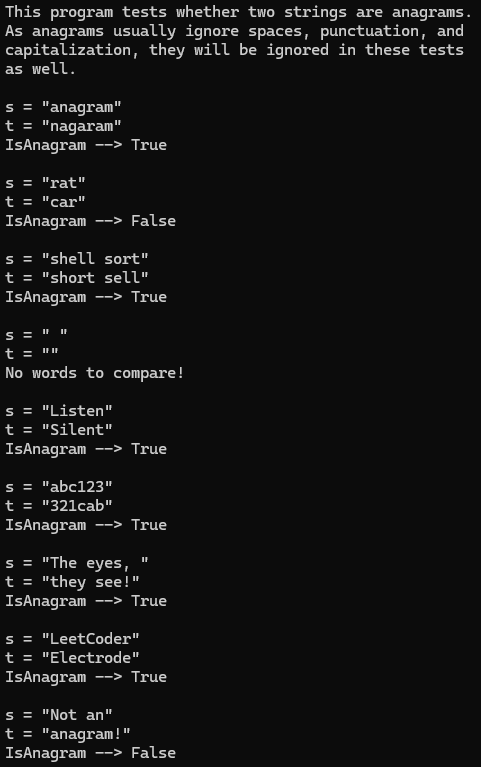 This program tests whether two strings are anagrams.
As anagrams usually ignore spaces, punctuation, and
capitalization, they will be ignored in these tests
as well.
s = "anagram"
t = "nagaram"
IsAnagram --> True
s = "rat"
t = "car"
IsAnagram --> False
s = "shell sort"
t = "short sell"
IsAnagram --> True
s = " "
t = ""
No words to compare!
s = "Listen"
t = "Silent"
IsAnagram --> True
s = "abc123"
t = "321cab"
IsAnagram --> True
s = "The eyes, "
t = "they see!"
IsAnagram --> True
s = "LeetCoder"
t = "Electrode"
IsAnagram --> True
s = "Not an"
t = "anagram!"
IsAnagram --> False